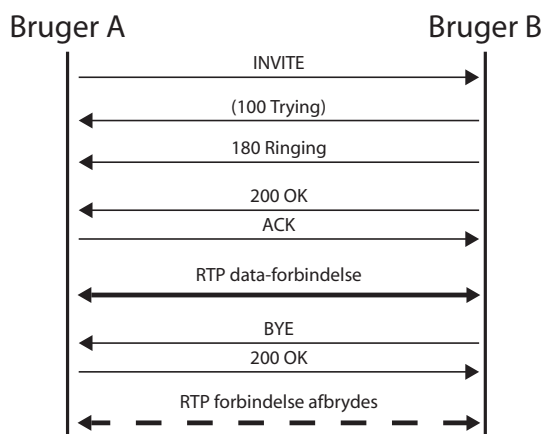 Bruger A
Bruger B
INVITE
(100 Trying)
180 Ringing
200 OK
ACK
RTP data-forbindelse
BYE
200 OK
RTP forbindelse afbrydes